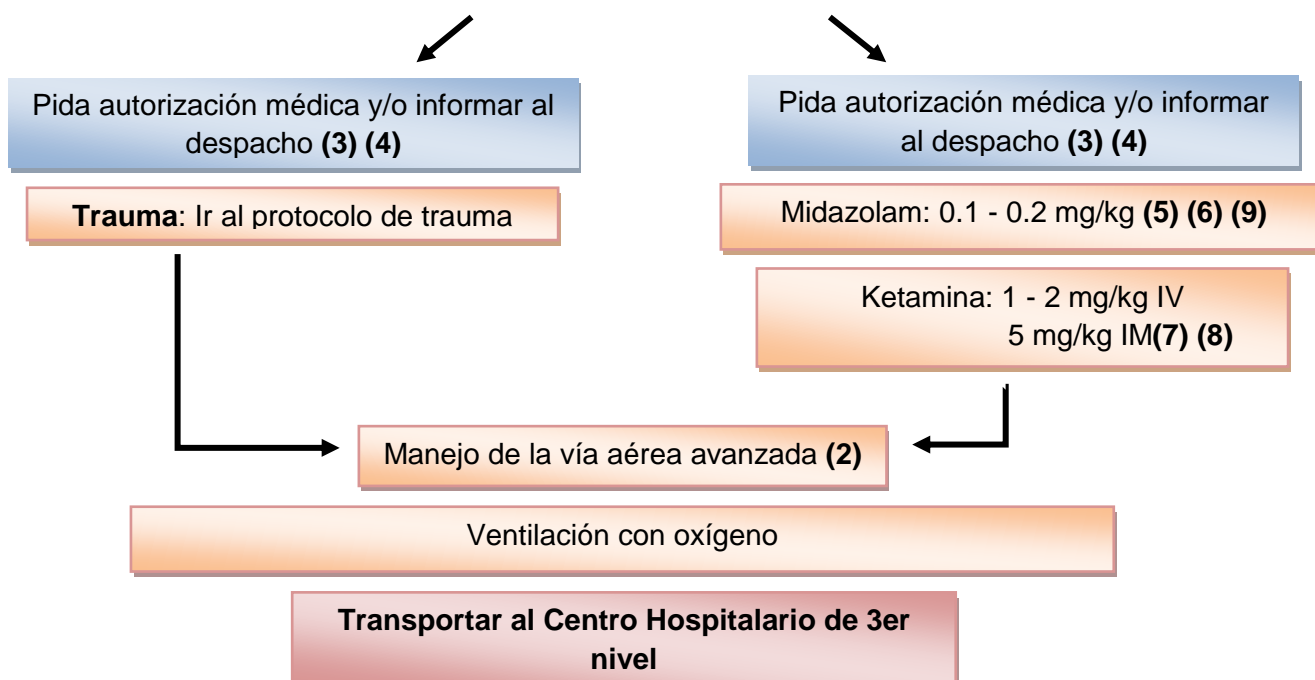 Pida autorización médica y/o informar al
despacho (3) (4)
Trauma: Ir al protocolo de trauma
Pida autorización médica y/o informar
al despacho (3) (4)
Midazolam: 0.1 - 0.2 mg/kg (5) (6) (9)
Ketamina: 1 - 2 mg/kg IV
5 mg/kg IM(7) (8)
Manejo de la vía aérea avanzada (2)
Ventilación con oxígeno
Transportar al Centro Hospitalario de 3er
nivel